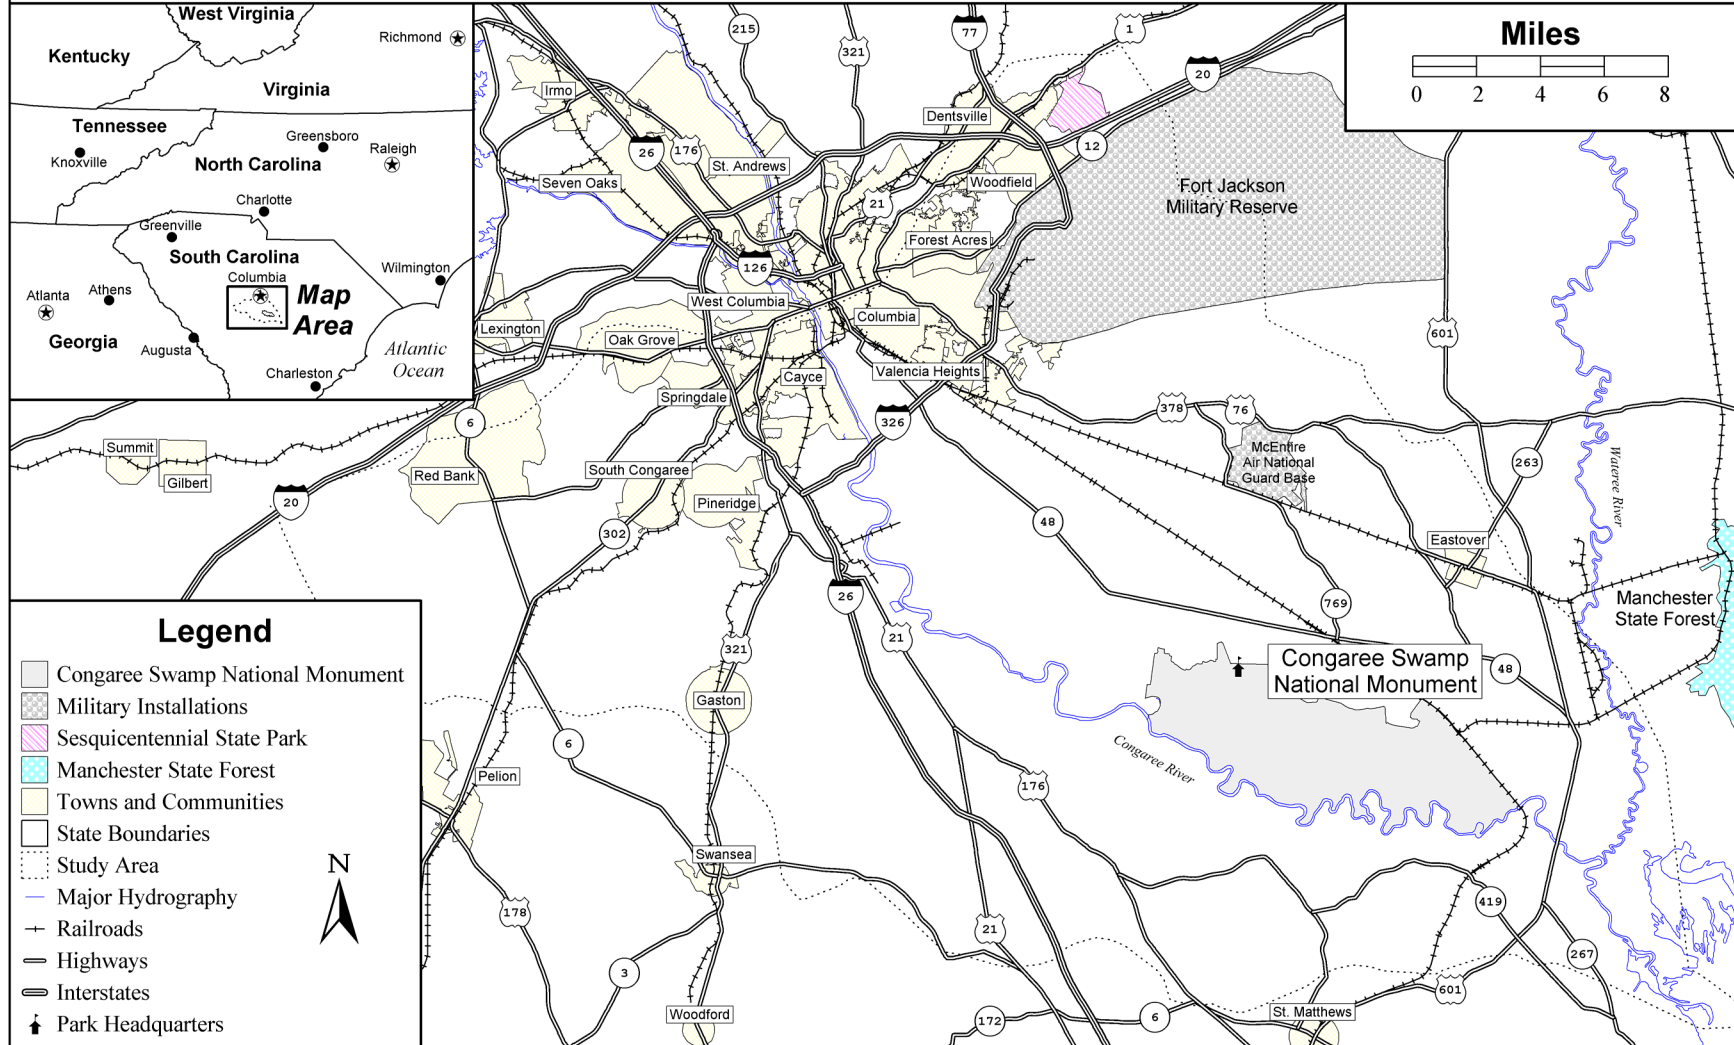 West Virginia
Richmond
Kentucky
Virginia
Tennessee
Greensboro
Knoxville
Raleigh
North Carolina
Charlotte
Greenville
South Carolina
Columbia
Wilmington
Atlanta
Athens
Map
Area
Georgia
Augusta
Atlantic
Ocean
Charleston
Miles
0 2 4 6 8
215
321
77
1
20
Irmo
Dentsville
26
176
St. Andrews
12
Seven Oaks
Woodfield
Fort Jackson
Military Reserve
21
Forest Acres
126
West Columbia
Columbia
Lexington
Oak Grove
601
Cayce
Valencia Heights
Springdale
6
326
378
76
Summit
Gilbert
Red Bank
South Congaree
McEntire
Air National
Guard Base
263
Wateree River
20
Pineridge
302
48
Eastover
26
769
Manchester
State Forest
21
321
Congaree Swamp
National Monument
48
Gaston
6
Congaree River
Pelion
176
Swansea
178
419
21
267
3
601
Woodford
172
6
St. Matthews
Legend
Congaree Swamp National Monument
Military Installations
Sesquicentennial State Park
Manchester State Forest
Towns and Communities
State Boundaries
Study Area
Major Hydrography
Railroads
Highways
Interstates
Park Headquarters
N